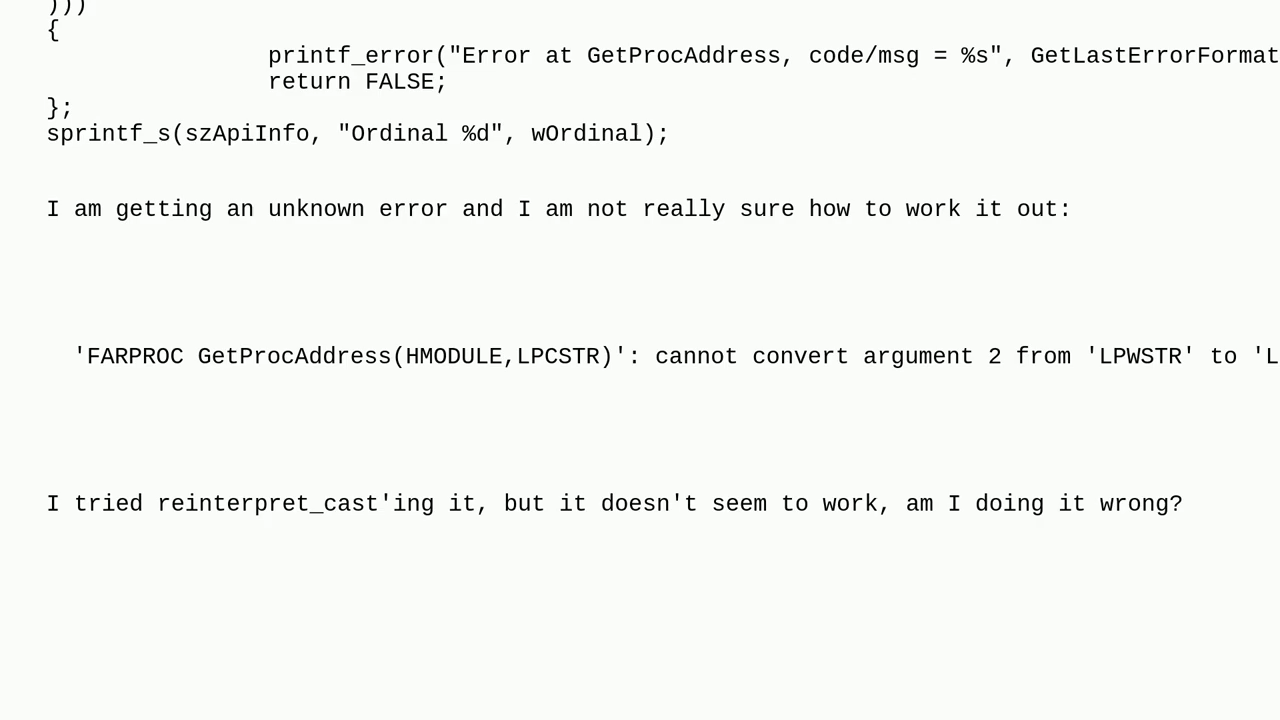 )))
{
printf_error("Error at GetProcAddress, code/msg = %s", GetLastErrorFormat
return FALSE;
};
sprintf_s(szApiInfo, "Ordinal %d", wOrdinal);
I am getting an unknown error and I am not really sure how to work it out:
'FARPROC GetProcAddress(HMODULE,LPCSTR)': cannot convert argument 2 from 'LPWSTR' to 'L
I tried reinterpret_cast'ing it, but it doesn't seem to work, am I doing it wrong?